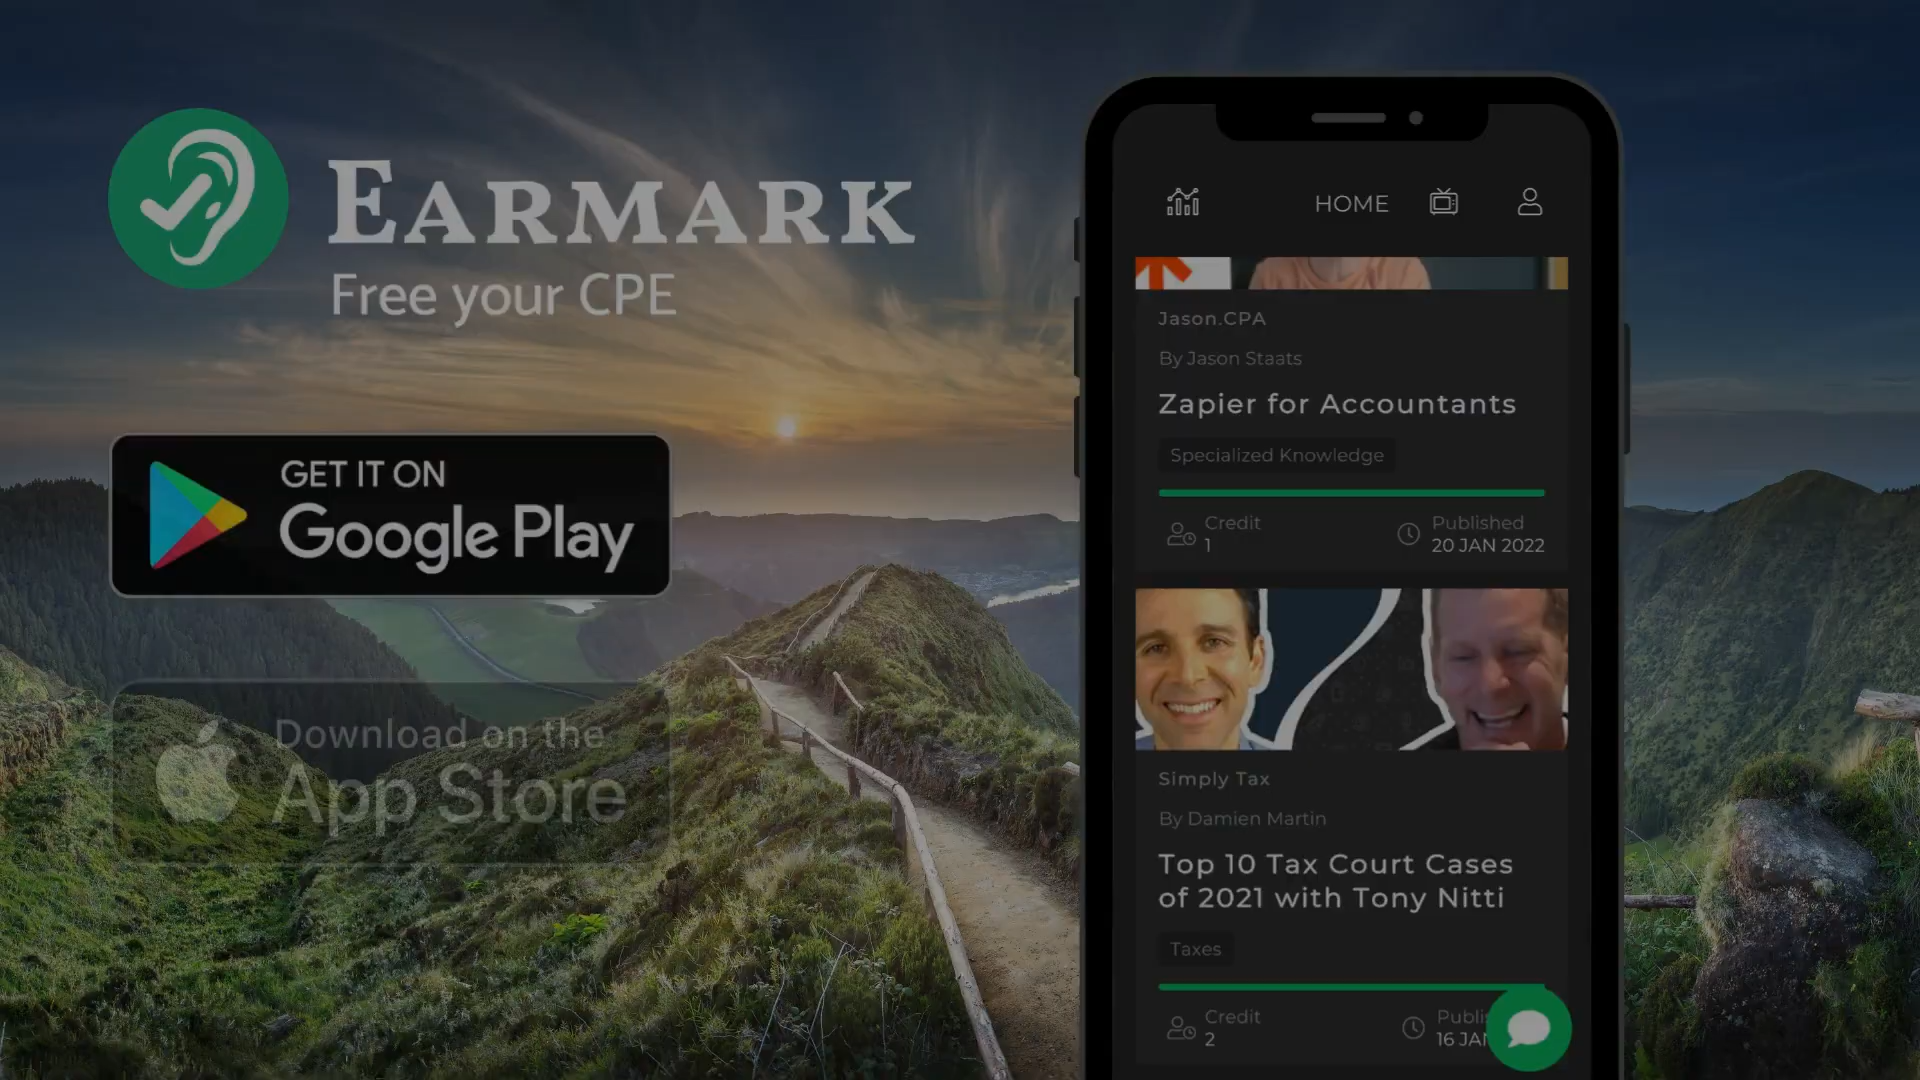 EARMARK
Free your CPE
GET IT ON
Google Play
Download on the
App Store
HOME
Jason.CPA
By Jason Staats
Zapier for Accountants
Specialized Knowledge
Credit
1
Published
20 JAN 2022
Simply Tax
By Damien Martin
Top 10 Tax Court Cases
of 2021 with Tony Nitti
Taxes
Credit
2